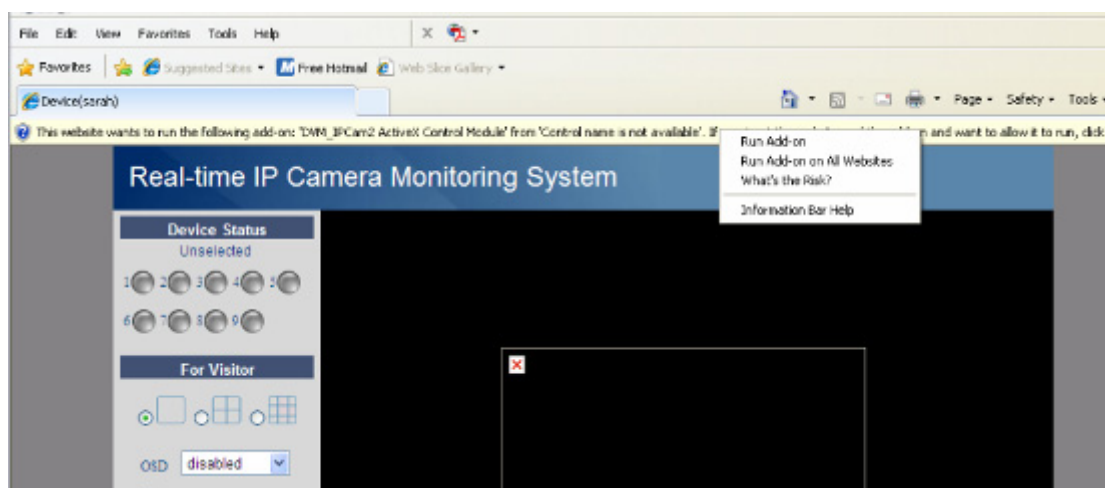 File Edit View Favorites Tools Help
Favorites Suggested Sites Free Hotmail Web Slice Gallery
Device(sarah)
Page Safety Tools
This website wants to run the following add-on: 'DVM_IPCam2 ActiveX Control Module' from 'Control name is not available'. If and want to allow it to run, click
Run Add-on
Run Add-on on All Websites
What's the Risk?
Information Bar Help
Real-time IP Camera Monitoring System
Device Status
Unselected
1 2 3 4 5
6 7 8 9
For Visitor
OSD disabled